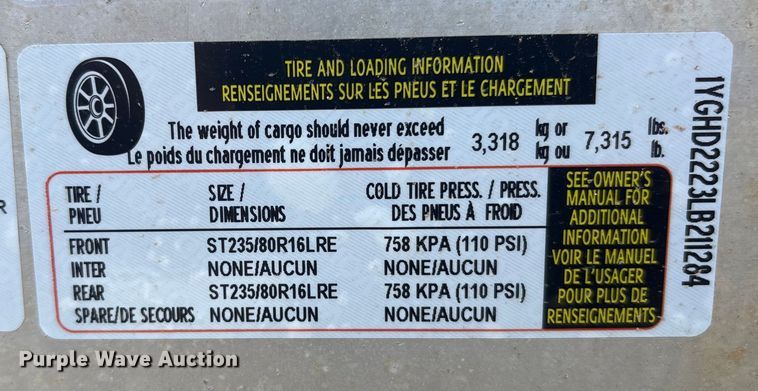 TIRE AND LOADING INFORMATION
RENSEIGNEMENTS SUR LES PNEUS ET LE CHARGEMENT
The weight of cargo should never exceed 3,318 kg or 7,315 lbs.
Le poids du chargement ne doit jamais dépasser kg ou lb.
TIRE / SIZE / COLD TIRE PRESS. / PRESS.
PNEU DIMENSIONS DES PNEUS À FROID
FRONT ST235/80R16LRE 758 KPA (110 PSI)
INTER NONE/AUCUN NONE/AUCUN
REAR ST235/80R16LRE 758 KPA (110 PSI)
SPARE/DE SECOURS NONE/AUCUN NONE/AUCUN
SEE OWNER'S
MANUAL FOR
ADDITIONAL
INFORMATION
VOIR LE MANUEL
DE L'USAGER
POUR PLUS DE
RENSEIGNEMENTS
R
Purple Wave Auction